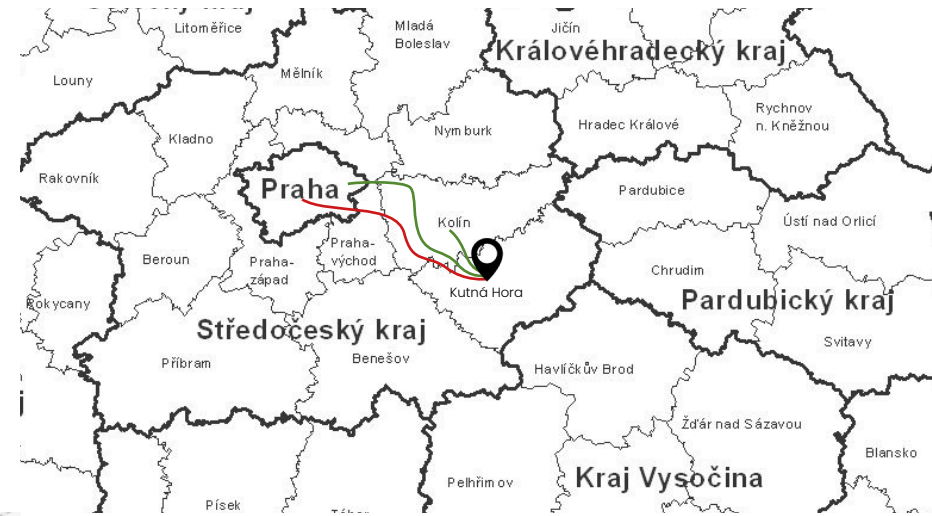 Litoměřice
Mladá
Boleslav
Jičín
Královéhradecký kraj
Louny
Mělník
Rychnov
n. Kněžnou
Kladno
Nymburk
Hradec Králové
Rakovník
Praha
Pardubice
Kolín
Ústí nad Orlicí
Praha-
východ
Beroun
Praha-
západ
Chrudim
Kutná Hora
Pardubický kraj
Středočeský kraj
Svitavy
Příbram
Benešov
Havlíčkův Brod
Žďár nad Sázavou
Blansko
Kraj Vysočina
Pelhřimov
Písek